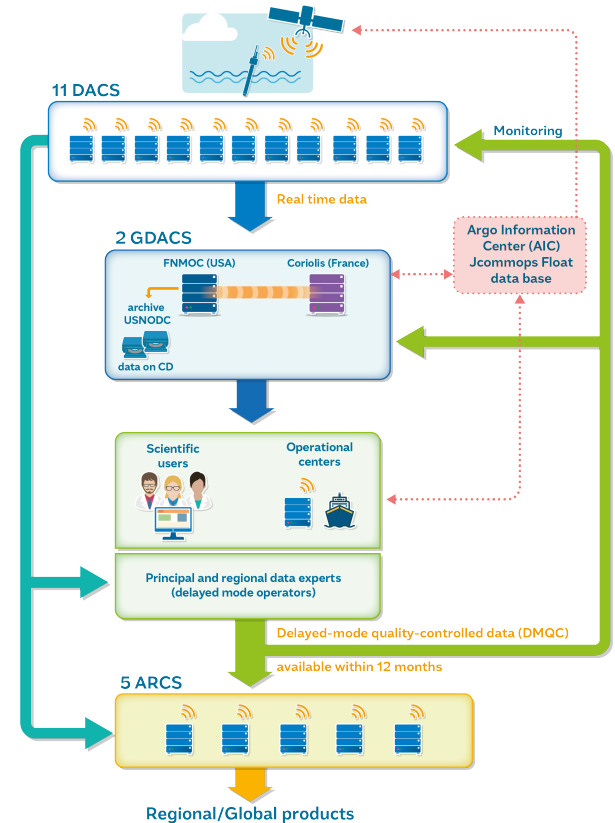 11 DACS
Monitoring
Real time data
Argo Information
Center (AIC)
Jcommops Float
data base
2 GDACS
FNMOC (USA)
Coriolis (France)
archive
USNODC
data on CD
Scientific
users
Operational
centers
Principal and regional data experts
(delayed mode operators)
Delayed-mode quality-controlled data (DMQC)
available within 12 months
5 ARCS
Regional/Global products